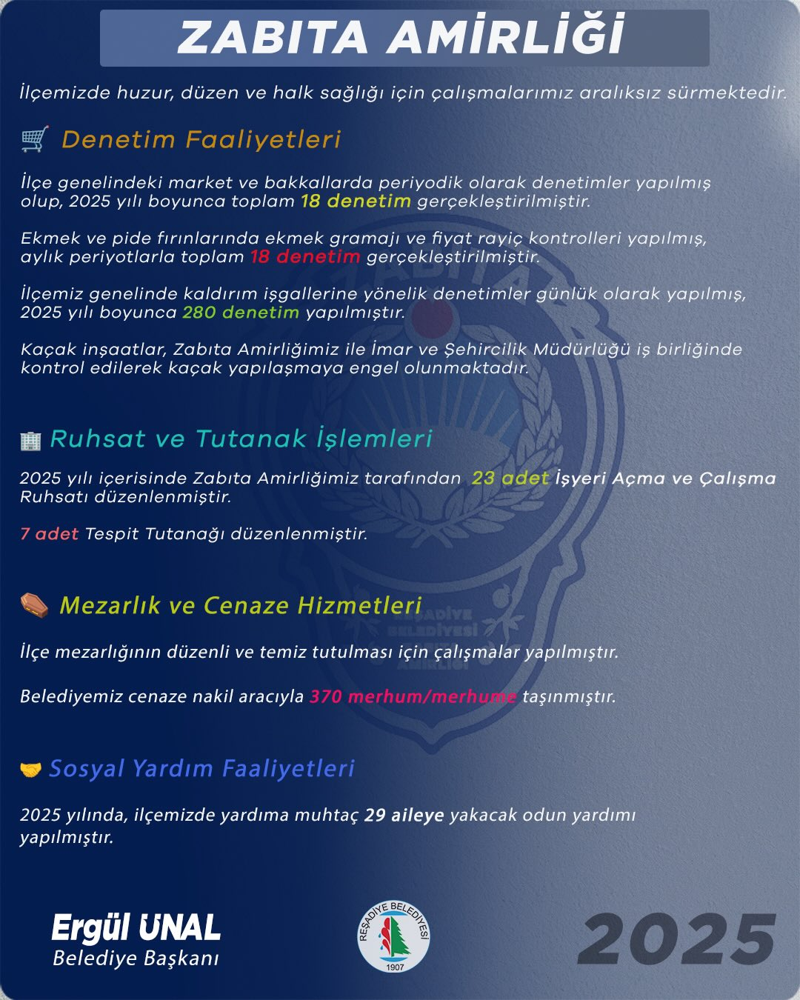 ZABITA AMİRLİĞİ
İlçemizde huzur, düzen ve halk sağlığı için çalışmalarımız aralıksız sürmektedir.
Denetim Faaliyetleri
İlçe genelindeki market ve bakkallarda periyodik olarak denetimler yapılmış
olup, 2025 yılı boyunca toplam 18 denetim gerçekleştirilmiştir.
Ekmek ve pide fırınlarında ekmek gramajı ve fiyat rayiç kontrolleri yapılmış,
aylık periyotlarla toplam 18 denetim gerçekleştirilmiştir.
İlçemiz genelinde kaldırım işgallerine yönelik denetimler günlük olarak yapılmış,
2025 yılı boyunca 280 denetim yapılmıştır.
Kaçak inşaatlar, Zabıta Amirliğimiz ile İmar ve Şehircilik Müdürlüğü iş birliğinde
kontrol edilerek kaçak yapılaşmaya engel olunmaktadır.
Ruhsat ve Tutanak İşlemleri
2025 yılı içerisinde Zabıta Amirliğimiz tarafından 23 adet İşyeri Açma ve Çalışma
Ruhsatı düzenlenmiştir.
7 adet Tespit Tutanağı düzenlenmiştir.
Mezarlık ve Cenaze Hizmetleri
REŞADİYE
BELEDİYESİ
İlçe mezarlığının düzenli ve temiz tutulması için çalışmalar yapılmıştır.
AMİRLİĞİ
Belediyemiz cenaze nakil aracıyla 370 merhum/merhume taşınmıştır.
Sosyal Yardım Faaliyetleri
2025 yılında, ilçemizde yardıma muhtaç 29 aileye yakacak odun yardımı
yapılmıştır.
Ergül ÜNAL
Belediye Başkanı
REŞADİYE BELEDİYESİ
1907
2025